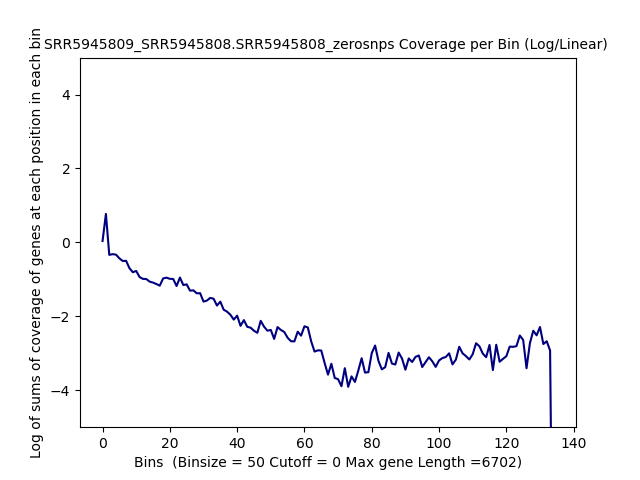 SRR5945809_SRR5945808.SRR5945808_zerosnps Coverage per Bin (Log/Linear)
Log of sums of coverage of genes at each position in each bin
4
2
0
−2
−4
0 20 40 60 80 100 120 140
Bins  (Binsize = 50 Cutoff = 0 Max gene Length =6702)